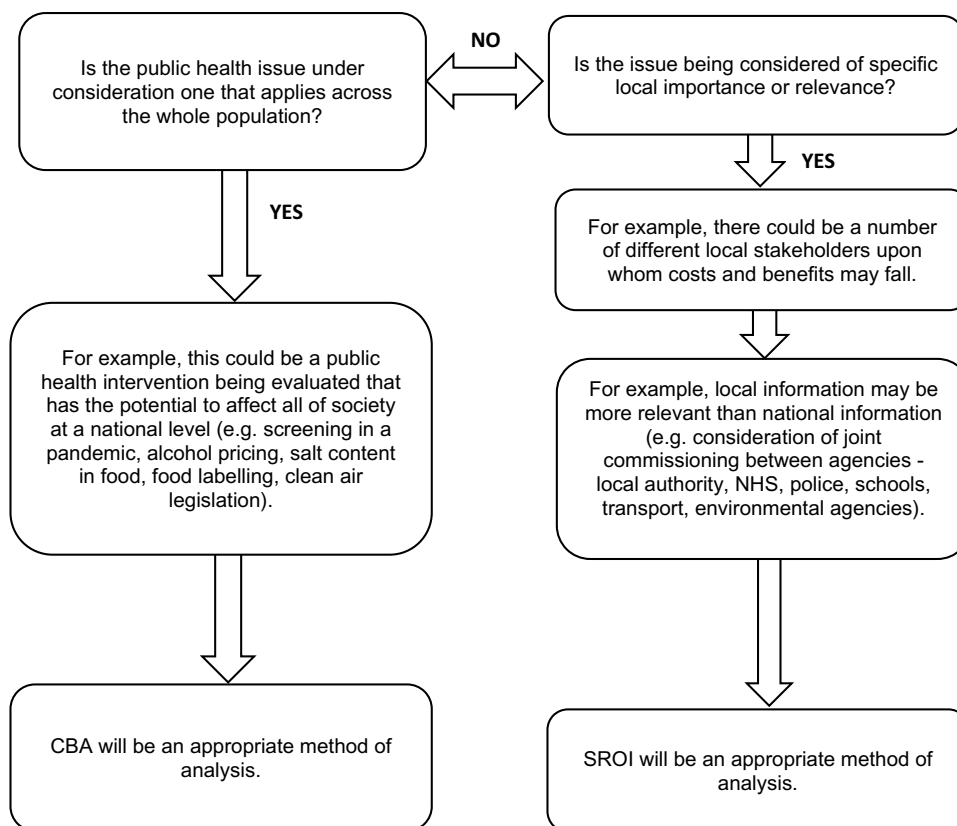 Is the public health issue under
consideration one that applies across
the whole population?
NO
Is the issue being considered of specific
local importance or relevance?
YES
YES
For example, there could be a number
of different local stakeholders upon
whom costs and benefits may fall.
For example, this could be a public
health intervention being evaluated that
has the potential to affect all of society
at a national level (e.g. screening in a
pandemic, alcohol pricing, salt content
in food, food labelling, clean air
legislation).
For example, local information may be
more relevant than national information
(e.g. consideration of joint
commissioning between agencies -
local authority, NHS, police, schools,
transport, environmental agencies).
CBA will be an appropriate method of
analysis.
SROI will be an appropriate method of
analysis.